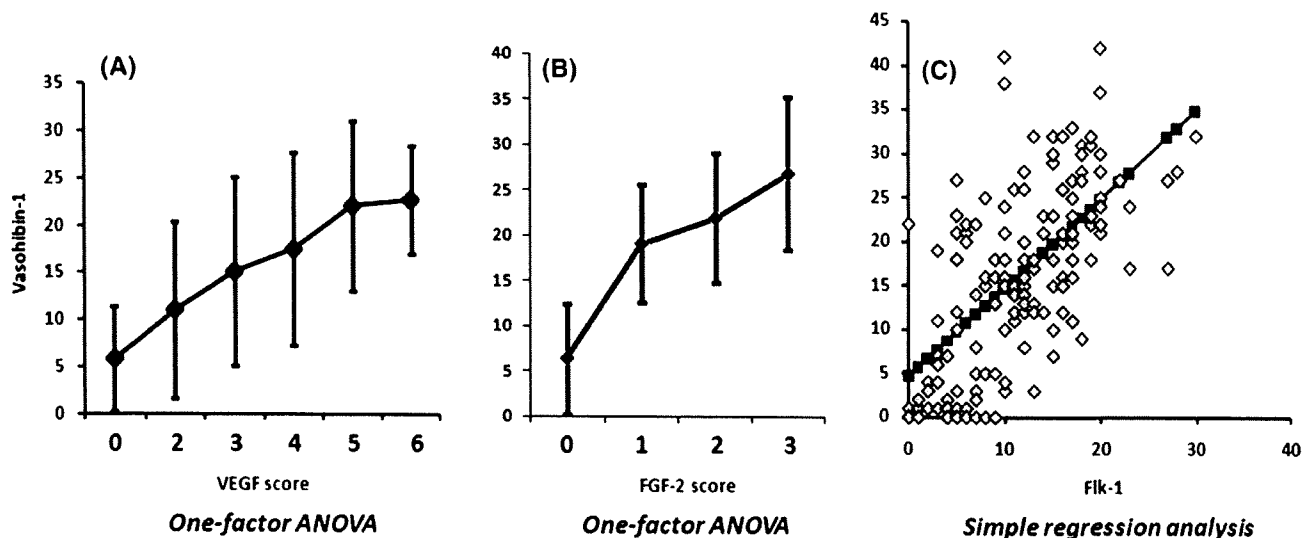 (A)
35
30
25
20
15
10
5
0
Vasohibin-1
0 2 3 4 5 6
VEGF score
One-factor ANOVA
(B)
40
35
30
25
20
15
10
5
0
0 1 2 3
FGF-2 score
One-factor ANOVA
(C)
45
40
35
30
25
20
15
10
5
0
0 10 20 30 40
Flk-1
Simple regression analysis